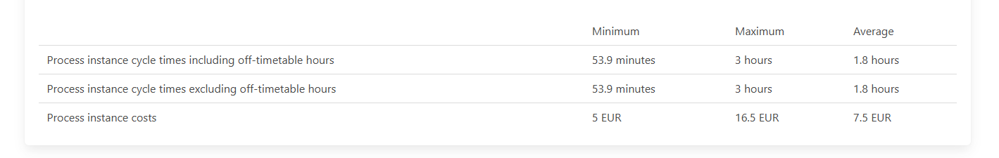 Minimum Maximum Average
Process instance cycle times including off-timetable hours 53.9 minutes 3 hours 1.8 hours
Process instance cycle times excluding off-timetable hours 53.9 minutes 3 hours 1.8 hours
Process instance costs 5 EUR 16.5 EUR 7.5 EUR